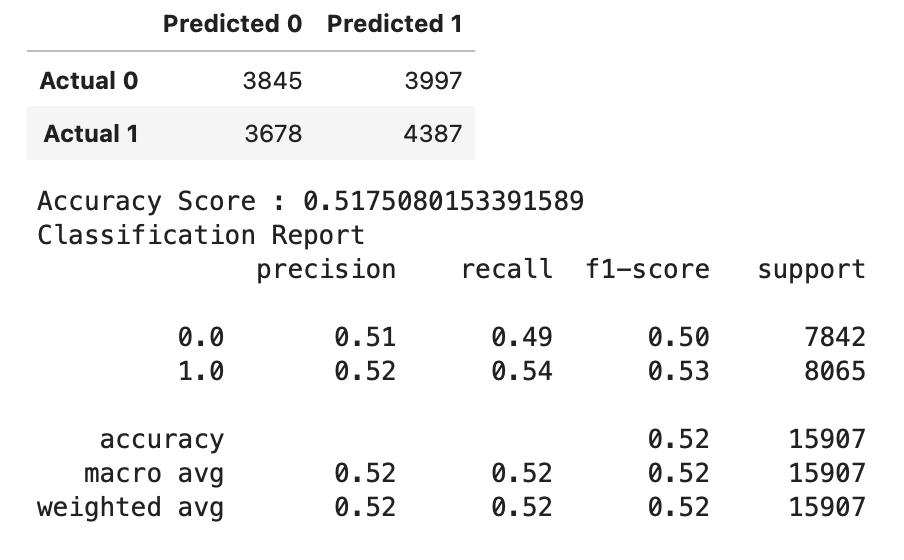 Predicted 0 Predicted 1
Actual 0 3845 3997
Actual 1 3678 4387
Accuracy Score : 0.5175080153391589
Classification Report
precision recall f1-score support
0.0 0.51 0.49 0.50 7842
1.0 0.52 0.54 0.53 8065
accuracy 0.52 15907
macro avg 0.52 0.52 0.52 15907
weighted avg 0.52 0.52 0.52 15907